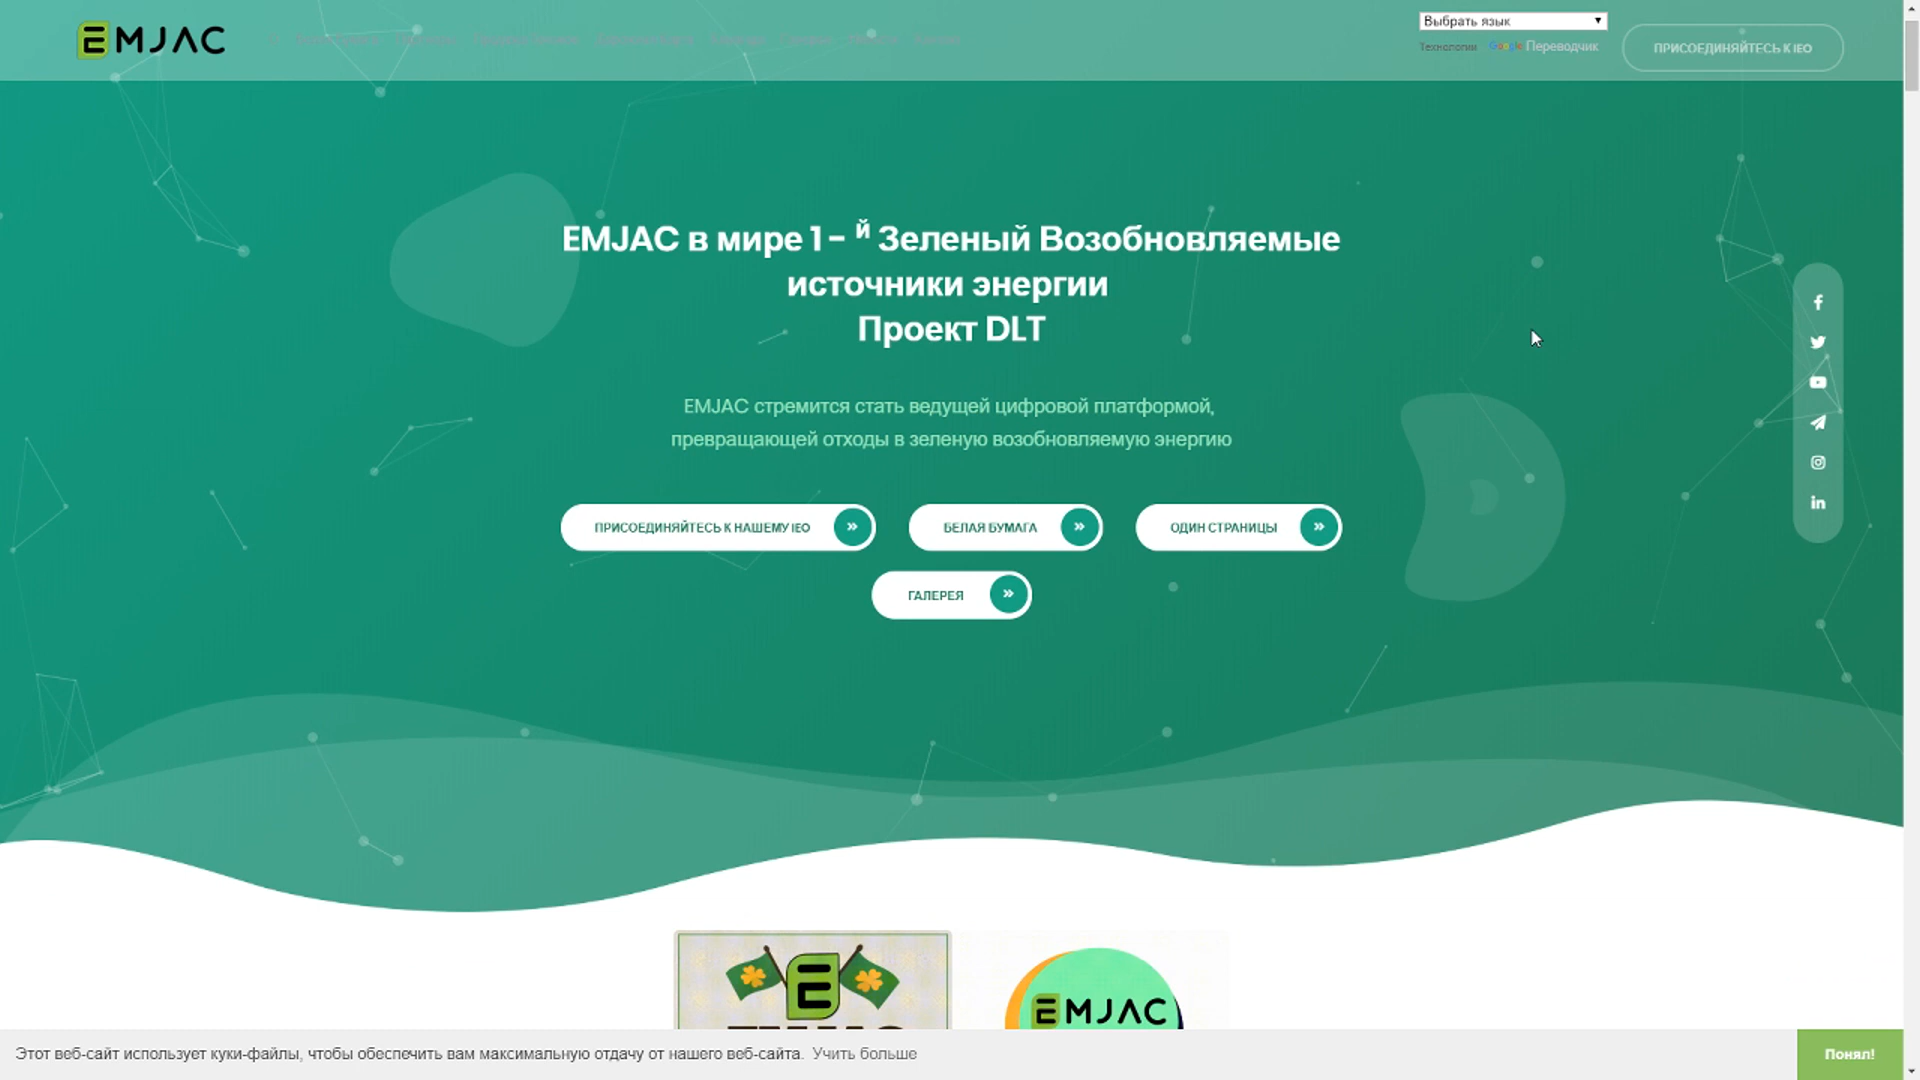 EMJAC
Выбрать язык
Технологии Google Переводчик
ПРИСОЕДИНЯЙТЕСЬ К IEO
EMJAC в мире 1 - й Зеленый Возобновляемые
источники энергии
Проект DLT
EMJAC стремится стать ведущей цифровой платформой,
превращающей отходы в зеленую возобновляемую энергию
ПРИСОЕДИНЯЙТЕСЬ К НАШЕМУ IEO
БЕЛАЯ БУМАГА
ОДИН СТРАНИЦЫ
ГАЛЕРЕЯ
E
EMJAC
Этот веб-сайт использует куки-файлы, чтобы обеспечить вам максимальную отдачу от нашего веб-сайта. Учить больше
Понял!